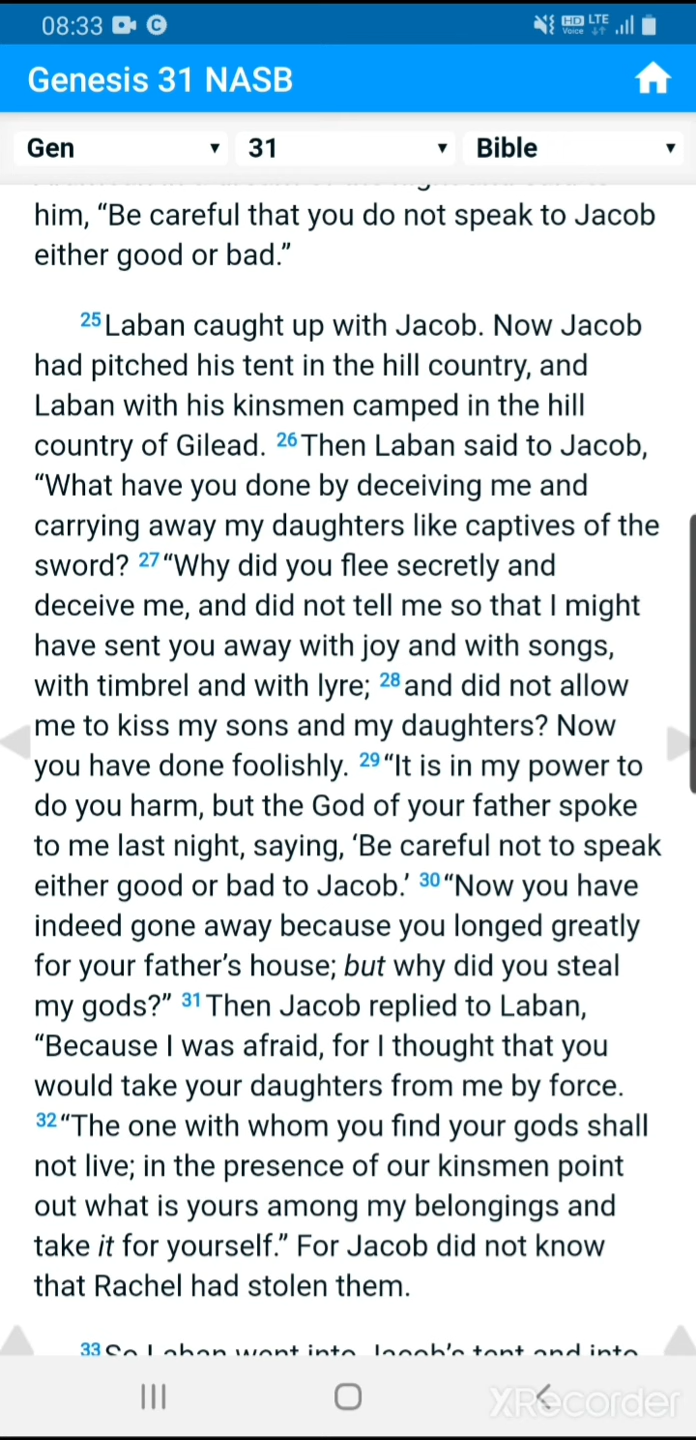 08:33
HD Voice LTE
Genesis 31 NASB
Gen
31
Bible
him, “Be careful that you do not speak to Jacob
either good or bad.”
25 Laban caught up with Jacob. Now Jacob
had pitched his tent in the hill country, and
Laban with his kinsmen camped in the hill
country of Gilead. 26 Then Laban said to Jacob,
“What have you done by deceiving me and
carrying away my daughters like captives of the
sword? 27 “Why did you flee secretly and
deceive me, and did not tell me so that I might
have sent you away with joy and with songs,
with timbrel and with lyre; 28 and did not allow
me to kiss my sons and my daughters? Now
you have done foolishly. 29 “It is in my power to
do you harm, but the God of your father spoke
to me last night, saying, ‘Be careful not to speak
either good or bad to Jacob.’ 30 “Now you have
indeed gone away because you longed greatly
for your father’s house; but why did you steal
my gods?” 31 Then Jacob replied to Laban,
“Because I was afraid, for I thought that you
would take your daughters from me by force.
32 “The one with whom you find your gods shall
not live; in the presence of our kinsmen point
out what is yours among my belongings and
take it for yourself.” For Jacob did not know
that Rachel had stolen them.
33 So Laban went into Jacob’s tent and into
XRecorder